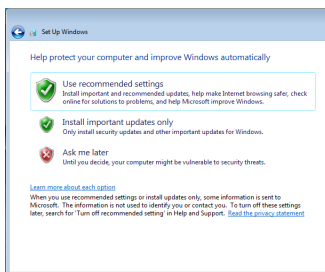 Set Up Windows
Help protect your computer and improve Windows automatically
Use recommended settings
Install important and recommended updates, help make Internet browsing safer, check
online for solutions to problems, and help Microsoft improve Windows.
Install important updates only
Only install security updates and other important updates for Windows.
Ask me later
Until you decide, your computer might be vulnerable to security threats.
Learn more about each option
When you use recommended settings or install updates only, some information is sent to
Microsoft. The information is not used to identify you or contact you. To turn off these settings
later, search for 'Turn off recommended setting' in Help and Support. Read the privacy statement